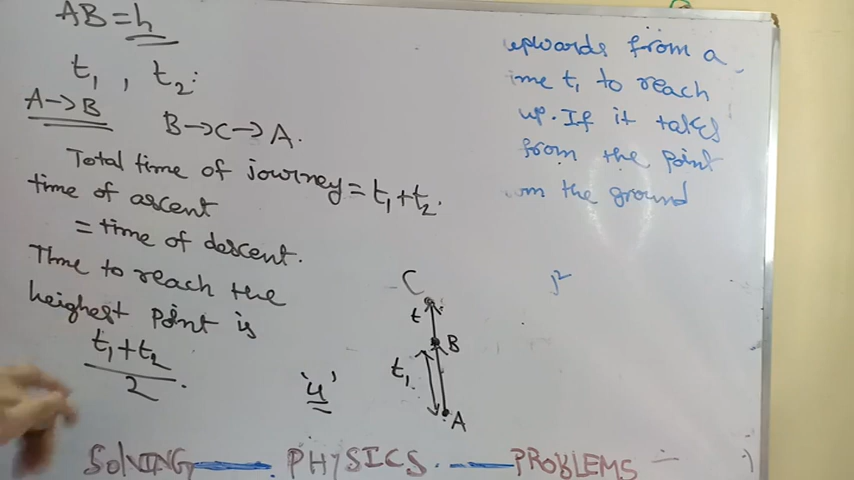 AB = h
t₁, t₂.
A→B
B→C→A.
Total time of journey = t₁+t₂.
time of ascent
= time of descent.
Time to reach the
heighest point is
t₁+t₂
2.
'u'
C
t
B
t₁
A
upwards from a
me t₁ to reach
up. If it takes
from the point
the ground
SOLVING PHYSICS PROBLEMS